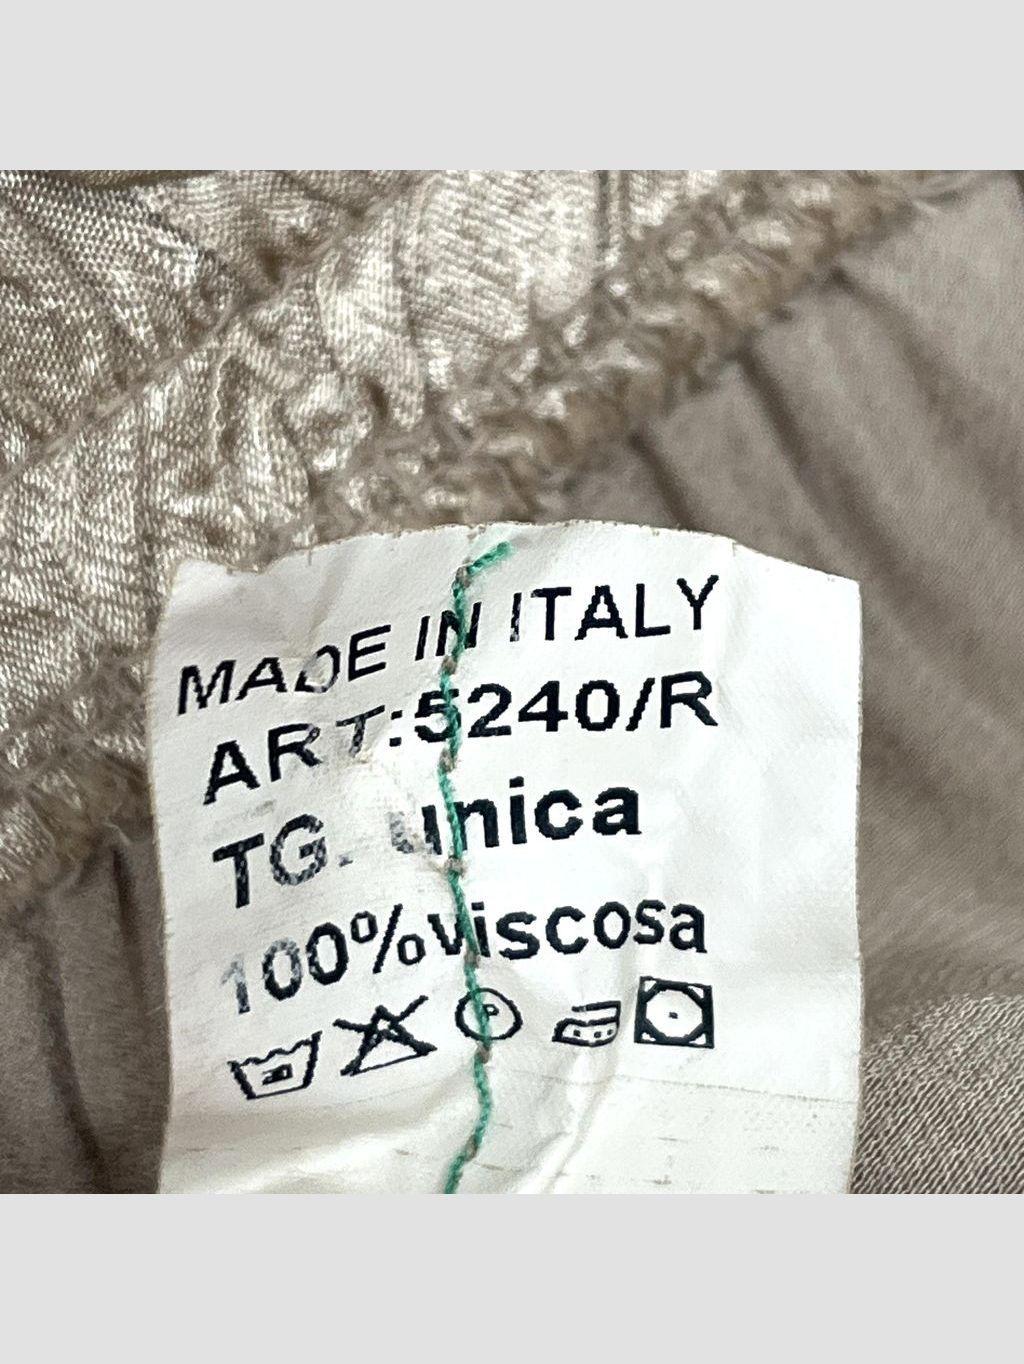 MADE IN ITALY
ART:5240/R
TG. unica
100%viscosa